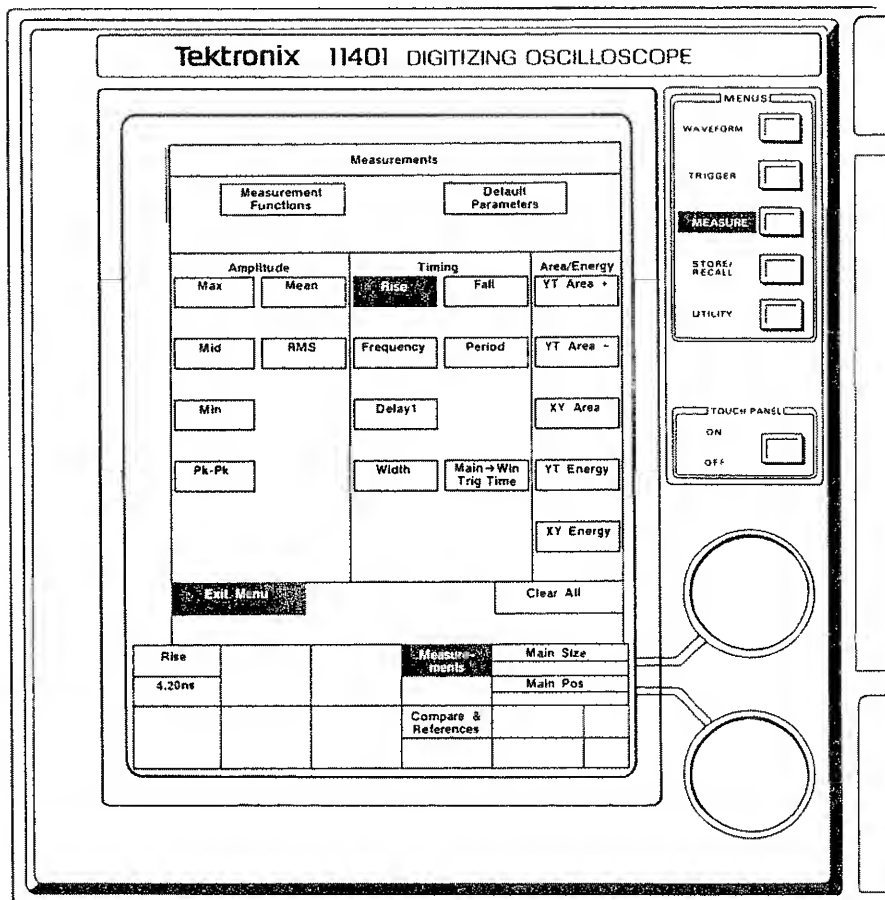 Tektronix 11401 DIGITIZING OSCILLOSCOPE
MENUS
WAVEFORM
TRIGGER
MEASURE
STORE/
RECALL
UTILITY
TOUCH PANEL
ON
OFF
Measurements
Measurement
Functions
Default
Parameters
Amplitude
Timing
Area/Energy
Max
Mean
Rise
Fall
YT Area +
Mid
RMS
Frequency
Period
YT Area -
Min
Delay1
XY Area
Pk-Pk
Width
Main→Win
Trig Time
YT Energy
XY Energy
Exit Menu
Clear All
Rise
4.20ns
Measure-
ments
Main Size
Main Pos
Compare &
References